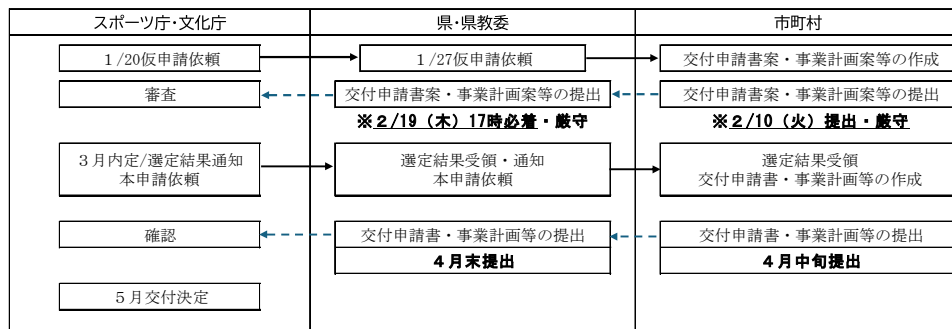 スポーツ庁・文化庁
県・県教委
市町村
1/20仮申請依頼
1/27仮申請依頼
交付申請書案・事業計画案等の作成
審査
交付申請書案・事業計画案等の提出
交付申請書案・事業計画案等の提出
※２/19（木）17時必着・厳守
※２/10（火）提出・厳守
３月内定/選定結果通知
本申請依頼
選定結果受領・通知
本申請依頼
選定結果受領
交付申請書・事業計画等の作成
確認
交付申請書・事業計画等の提出
交付申請書・事業計画等の提出
４月末提出
４月中旬提出
５月交付決定